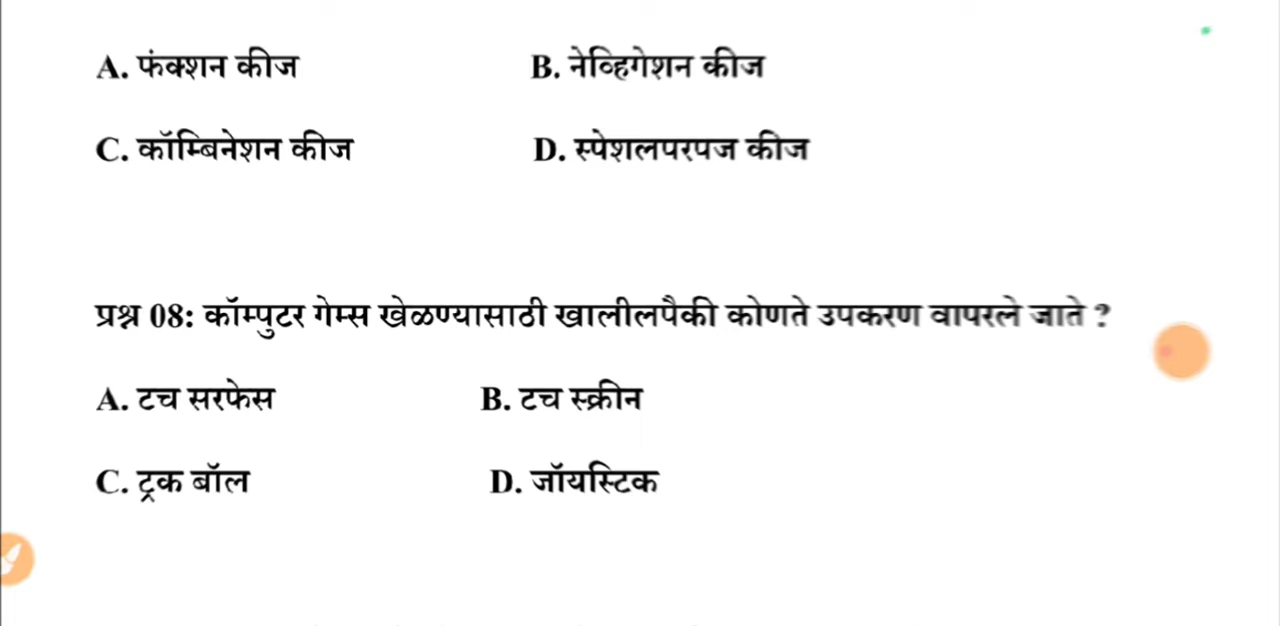 A. फंक्शन कीज B. नेव्हिगेशन कीज
C. कॉम्बिनेशन कीज D. स्पेशलपरपज कीज
प्रश्न 08: कॉम्पुटर गेम्स खेळण्यासाठी खालीलपैकी कोणते उपकरण वापरले जाते ?
A. टच सरफेस B. टच स्क्रीन
C. ट्रक बॉल D. जॉयस्टिक